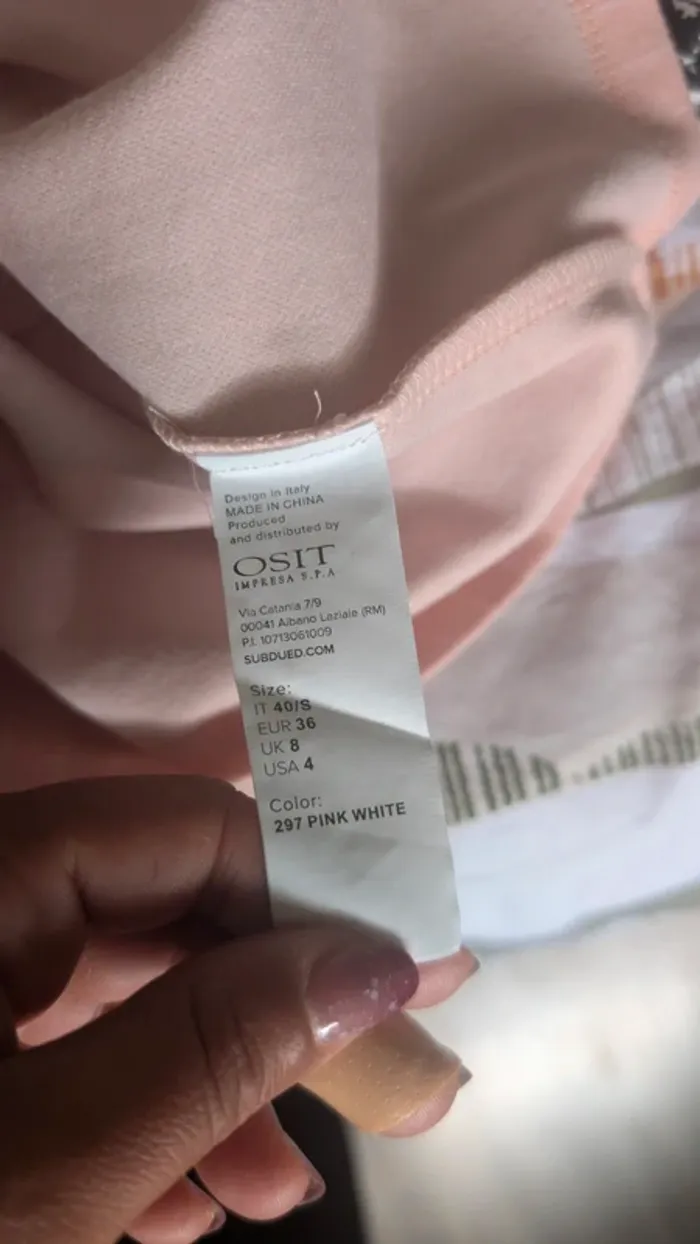 Design in Italy
MADE IN CHINA
Produced
and distributed by
OSIT
IMPRESA S.P.A
Via Catania 7/9
00041 Albano Laziale (RM)
P.I. 10713061009
SUBDUED.COM
Size:
IT 40/S
EUR 36
UK 8
USA 4
Color:
297 PINK WHITE